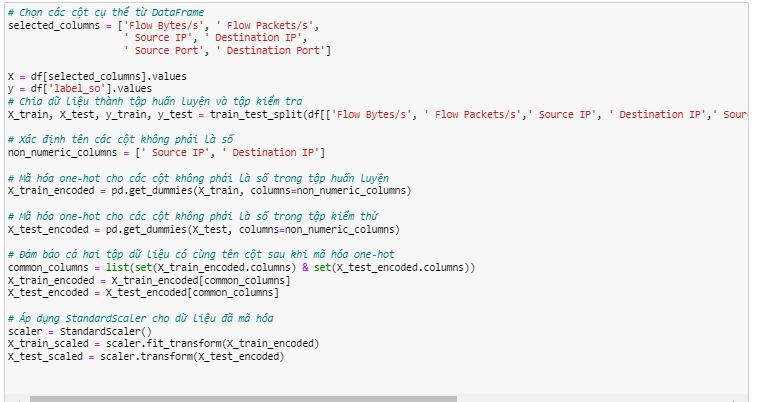 # Chọn các cột cụ thể từ DataFrame
selected_columns = ['Flow Bytes/s', ' Flow Packets/s',
                    ' Source IP', ' Destination IP',
                    ' Source Port', ' Destination Port']

X = df[selected_columns].values
y = df['label_so'].values
# Chia dữ liệu thành tập huấn luyện và tập kiểm tra
X_train, X_test, y_train, y_test = train_test_split(df[['Flow Bytes/s', ' Flow Packets/s',' Source IP', ' Destination IP',' Sour

# Xác định tên các cột không phải là số
non_numeric_columns = [' Source IP', ' Destination IP']

# Mã hóa one-hot cho các cột không phải là số trong tập huấn luyện
X_train_encoded = pd.get_dummies(X_train, columns=non_numeric_columns)

# Mã hóa one-hot cho các cột không phải là số trong tập kiểm thử
X_test_encoded = pd.get_dummies(X_test, columns=non_numeric_columns)

# Đảm bảo cả hai tập dữ liệu có cùng tên cột sau khi mã hóa one-hot
common_columns = list(set(X_train_encoded.columns) & set(X_test_encoded.columns))
X_train_encoded = X_train_encoded[common_columns]
X_test_encoded = X_test_encoded[common_columns]

# Áp dụng StandardScaler cho dữ liệu đã mã hóa
scaler = StandardScaler()
X_train_scaled = scaler.fit_transform(X_train_encoded)
X_test_scaled = scaler.transform(X_test_encoded)